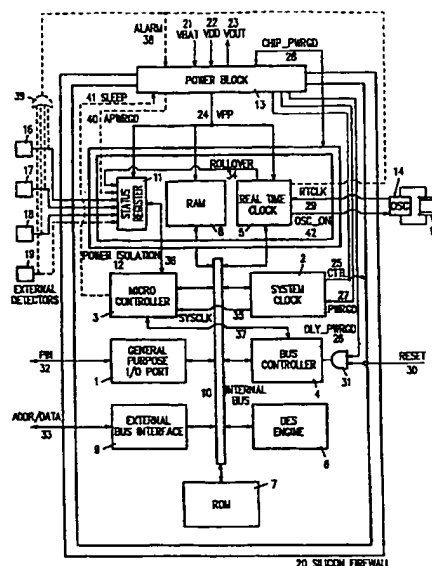 ALARM
38
21
VBAT
22
VDD
23
VOUT
CHIP_PWRGD
26
POWER BLOCK
13
39
41 SLEEP
40 APWRGD
24 VPP
16
17
18
19
EXTERNAL
DETECTORS
ROLLOVER
34
11
STATUS
REGISTER
RAM
8
REAL TIME
CLOCK
5
RTCLK
29
OSC_ON
42
14
OSC
POWER ISOLATION
12
36
MICRO
CONTROLLER
3
SYSCLK
35
2
SYSTEM
CLOCK
25
CTTL
27
PWRGD
37
DLY_PWRGD
28
PIN
32
GENERAL
PURPOSE
I/O PORT
1
10
INTERNAL
BUS
BUS
CONTROLLER
4
31
RESET
30
ADDR/DATA
33
EXTERNAL
BUS INTERFACE
9
DES
ENGINE
6
ROM
7
20 SILICON FIREWALL